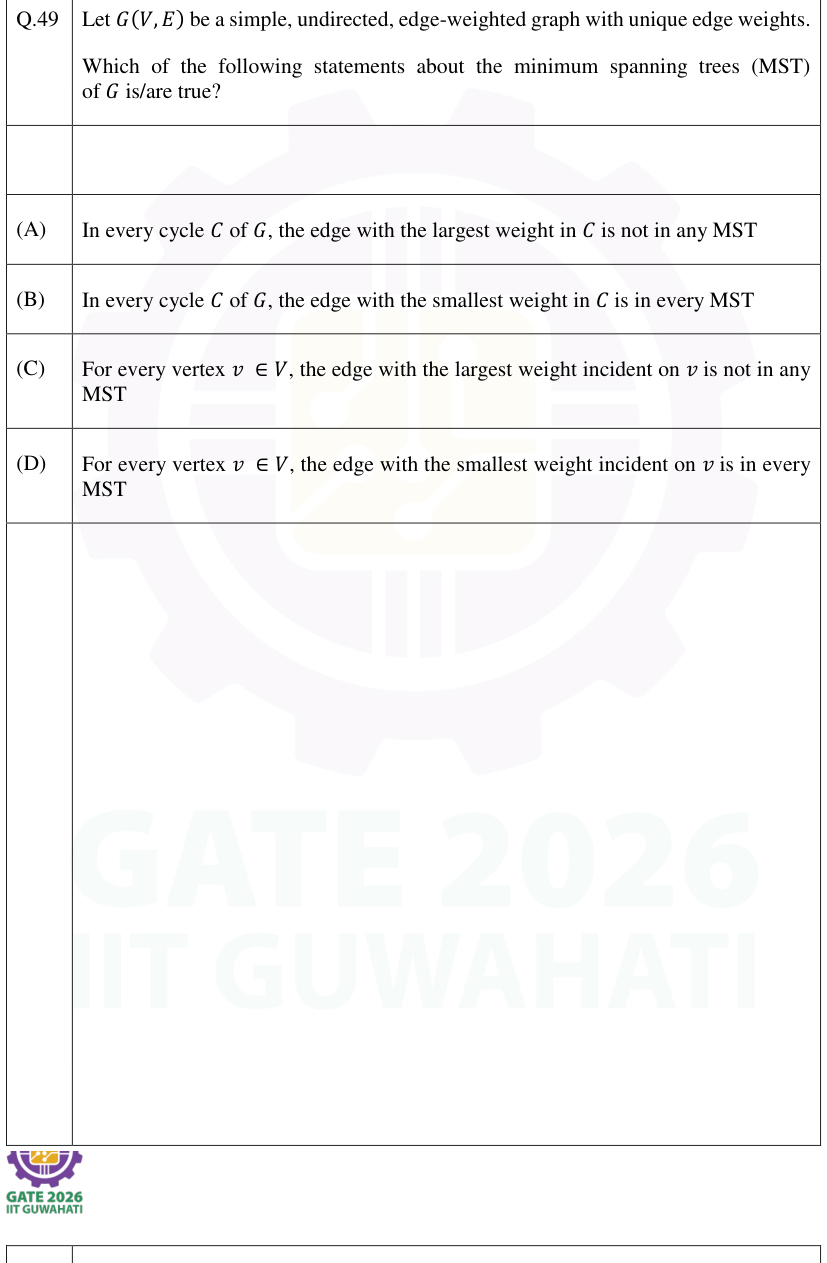 Q.49 Let G(V, E) be a simple, undirected, edge-weighted graph with unique edge weights.
Which of the following statements about the minimum spanning trees (MST)
of G is/are true?
(A) In every cycle C of G, the edge with the largest weight in C is not in any MST
(B) In every cycle C of G, the edge with the smallest weight in C is in every MST
(C) For every vertex v ∈ V, the edge with the largest weight incident on v is not in any
MST
(D) For every vertex v ∈ V, the edge with the smallest weight incident on v is in every
MST
GATE 2026
IIT GUWAHATI
GATE 2026
IIT GUWAHATI